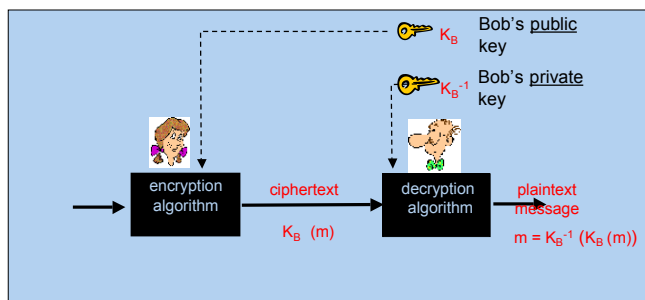 K_B Bob's public
key
K_B^-1 Bob's private
key
encryption
algorithm
ciphertext
K_B (m)
decryption
algorithm
plaintext
message
m = K_B^-1 (K_B (m))